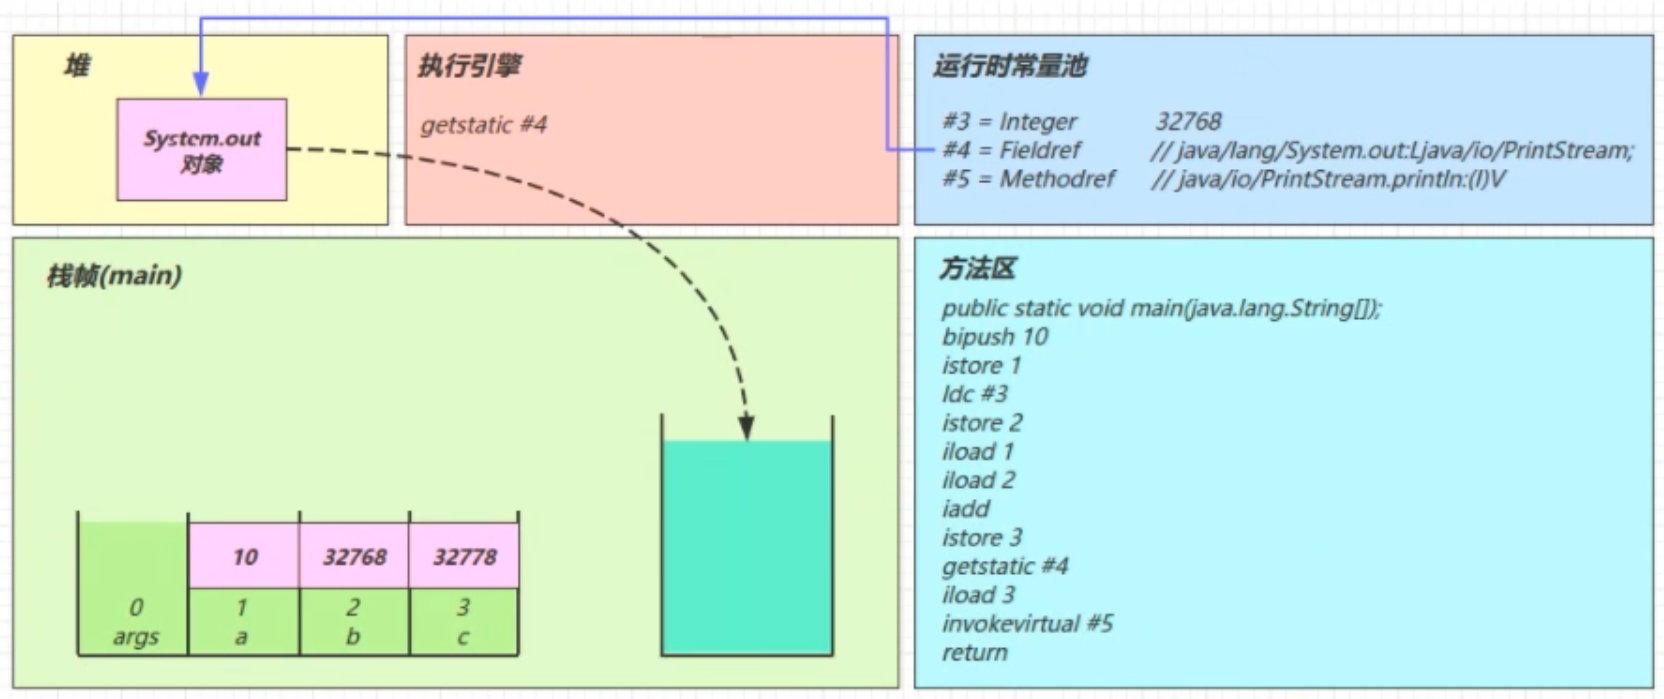 堆
System.out
对象
执行引擎
getstatic #4
运行时常量池
#3 = Integer 32768
#4 = Fieldref // java/lang/System.out:Ljava/io/PrintStream;
#5 = Methodref // java/io/PrintStream.println:(I)V
栈帧(main)
10 32768 32778
0 1 2 3
args a b c
方法区
public static void main(java.lang.String[]);
bipush 10
istore 1
ldc #3
istore 2
iload 1
iload 2
iadd
istore 3
getstatic #4
iload 3
invokevirtual #5
return